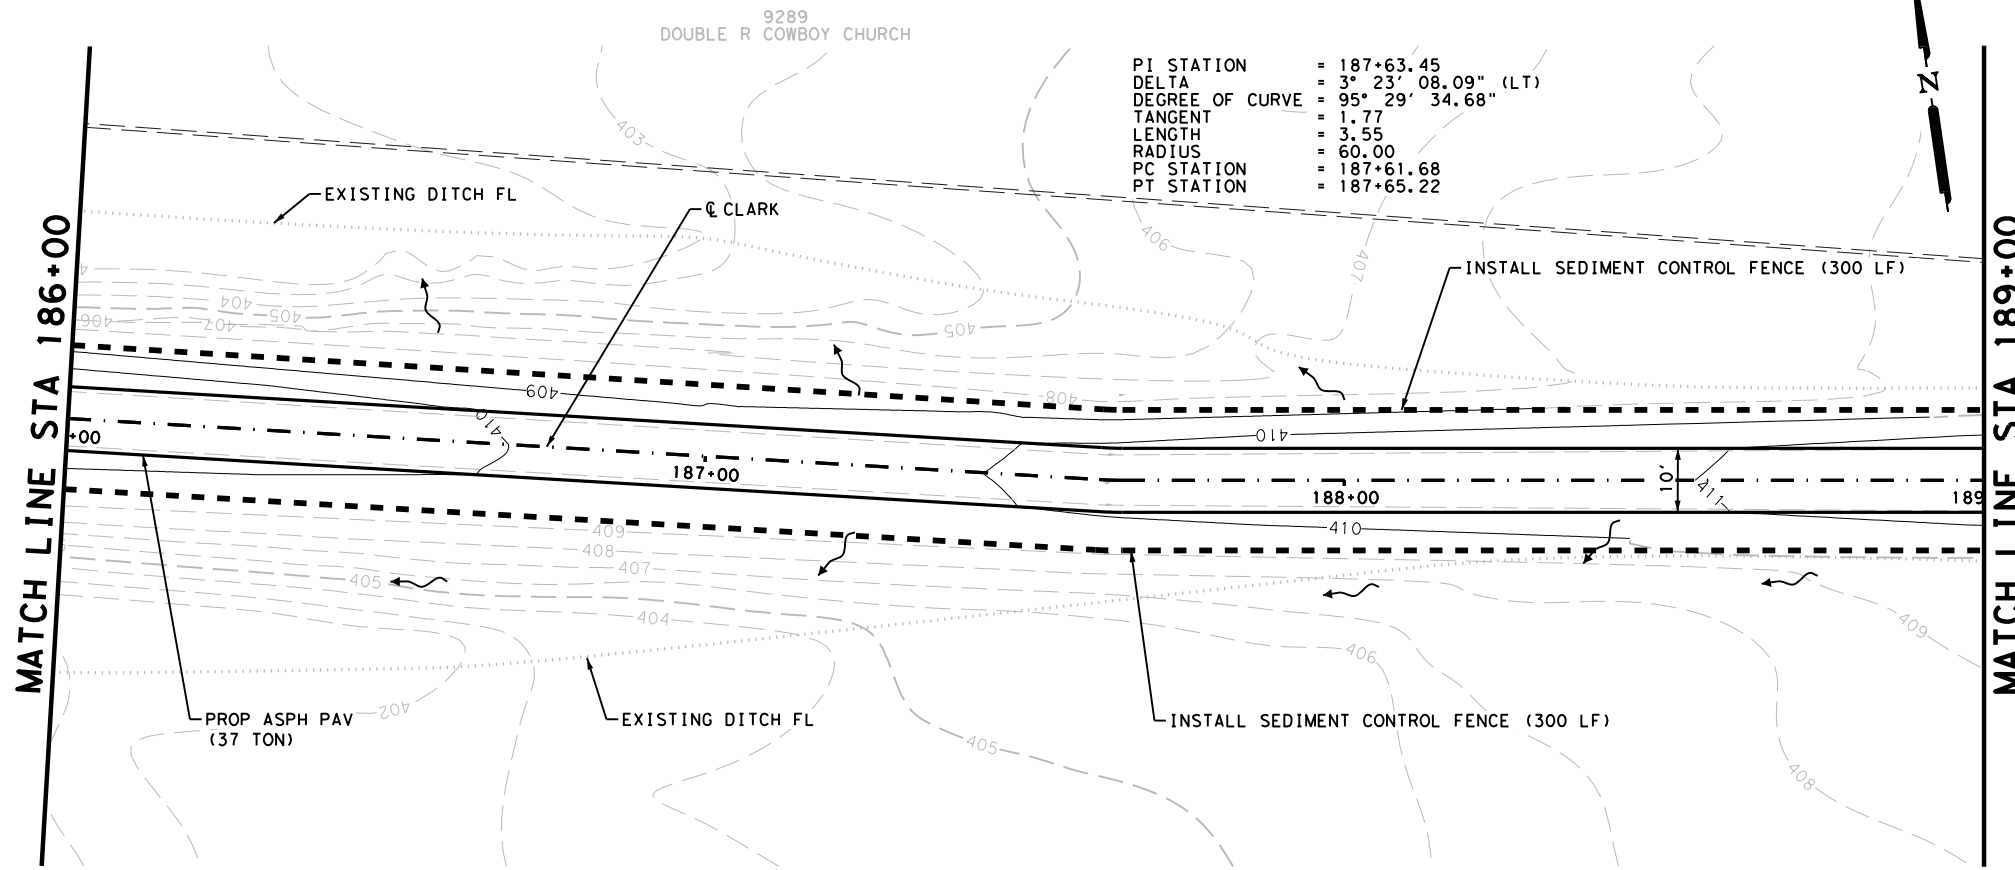 9289
DOUBLE R COWBOY CHURCH
PI STATION = 187+63.45
DELTA = 3° 23' 08.09" (LT)
DEGREE OF CURVE = 95° 29' 34.68"
TANGENT = 1.77
LENGTH = 3.55
RADIUS = 60.00
PC STATION = 187+61.68
PT STATION = 187+65.22
N
403
EXISTING DITCH FL
℄ CLARK
406
407
INSTALL SEDIMENT CONTROL FENCE (300 LF)
404
405
406
407
405
408
409
410
410
MATCH LINE STA 186+00
+00
187+00
188+00
10'
411
189
MATCH LINE STA 189+00
409
408
407
405
404
410
409
406
402
PROP ASPH PAV
(37 TON)
EXISTING DITCH FL
INSTALL SEDIMENT CONTROL FENCE (300 LF)
405
408